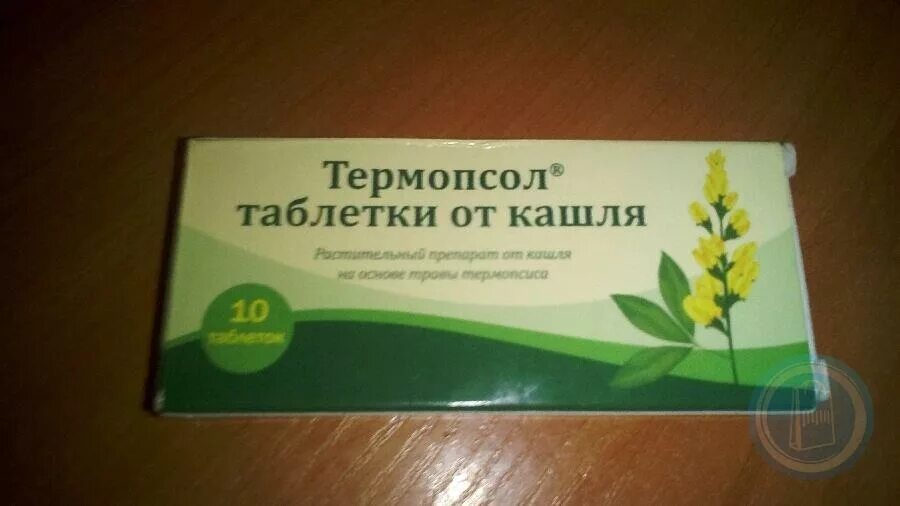 Термопсол®
таблетки от кашля
Растительный препарат от кашля
на основе травы термопсиса
10
таблеток